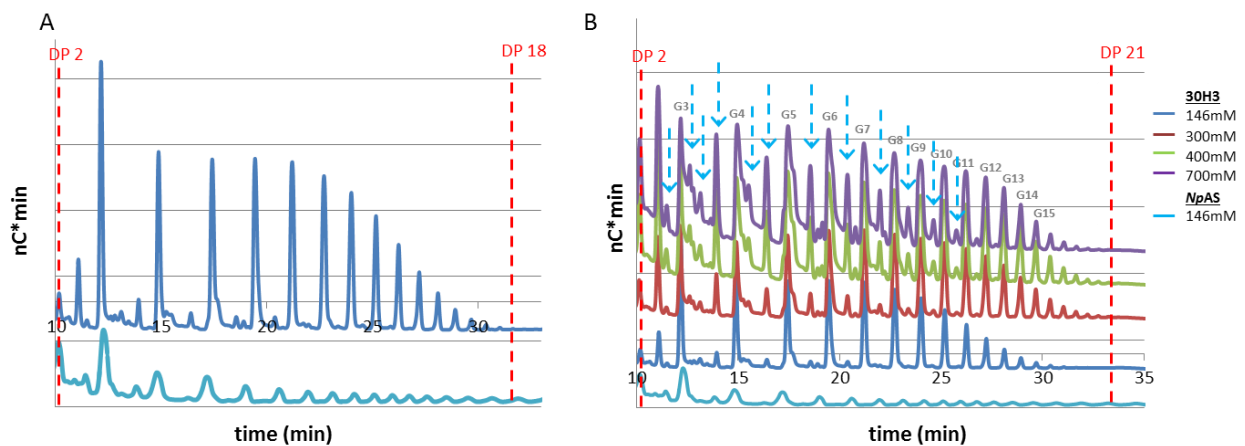 A
DP 2
DP 18
nC*min
10
15
20
25
30
time (min)
B
DP 2
DP 21
G3
G4
G5
G6
G7
G8
G9
G10
G11
G12
G13
G14
G15
nC*min
10
15
20
25
30
35
time (min)
30H3
146mM
300mM
400mM
700mM
NpAS
146mM